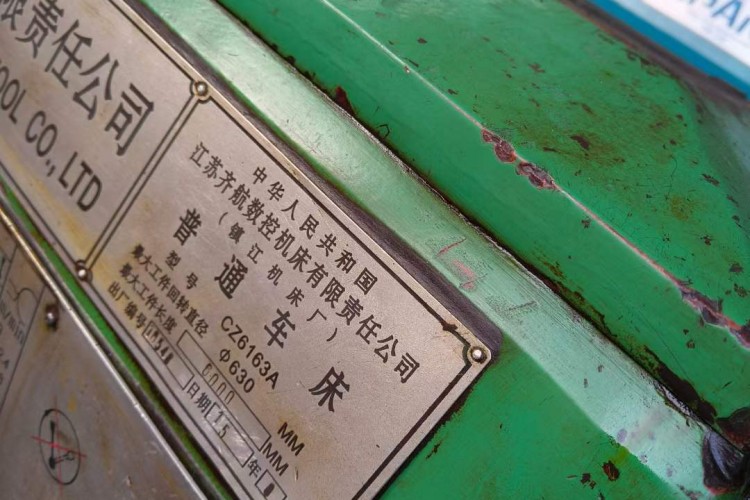 限责任公司
OOL CO.,LTD
中华人民共和国
江苏齐航数控机床有限责任公司
(镇江机床厂)
普通车床
型号 CZ6163A
最大工件回转直径 Φ630 MM
最大工件长度 6000 MM
出厂编号 日期 15 年